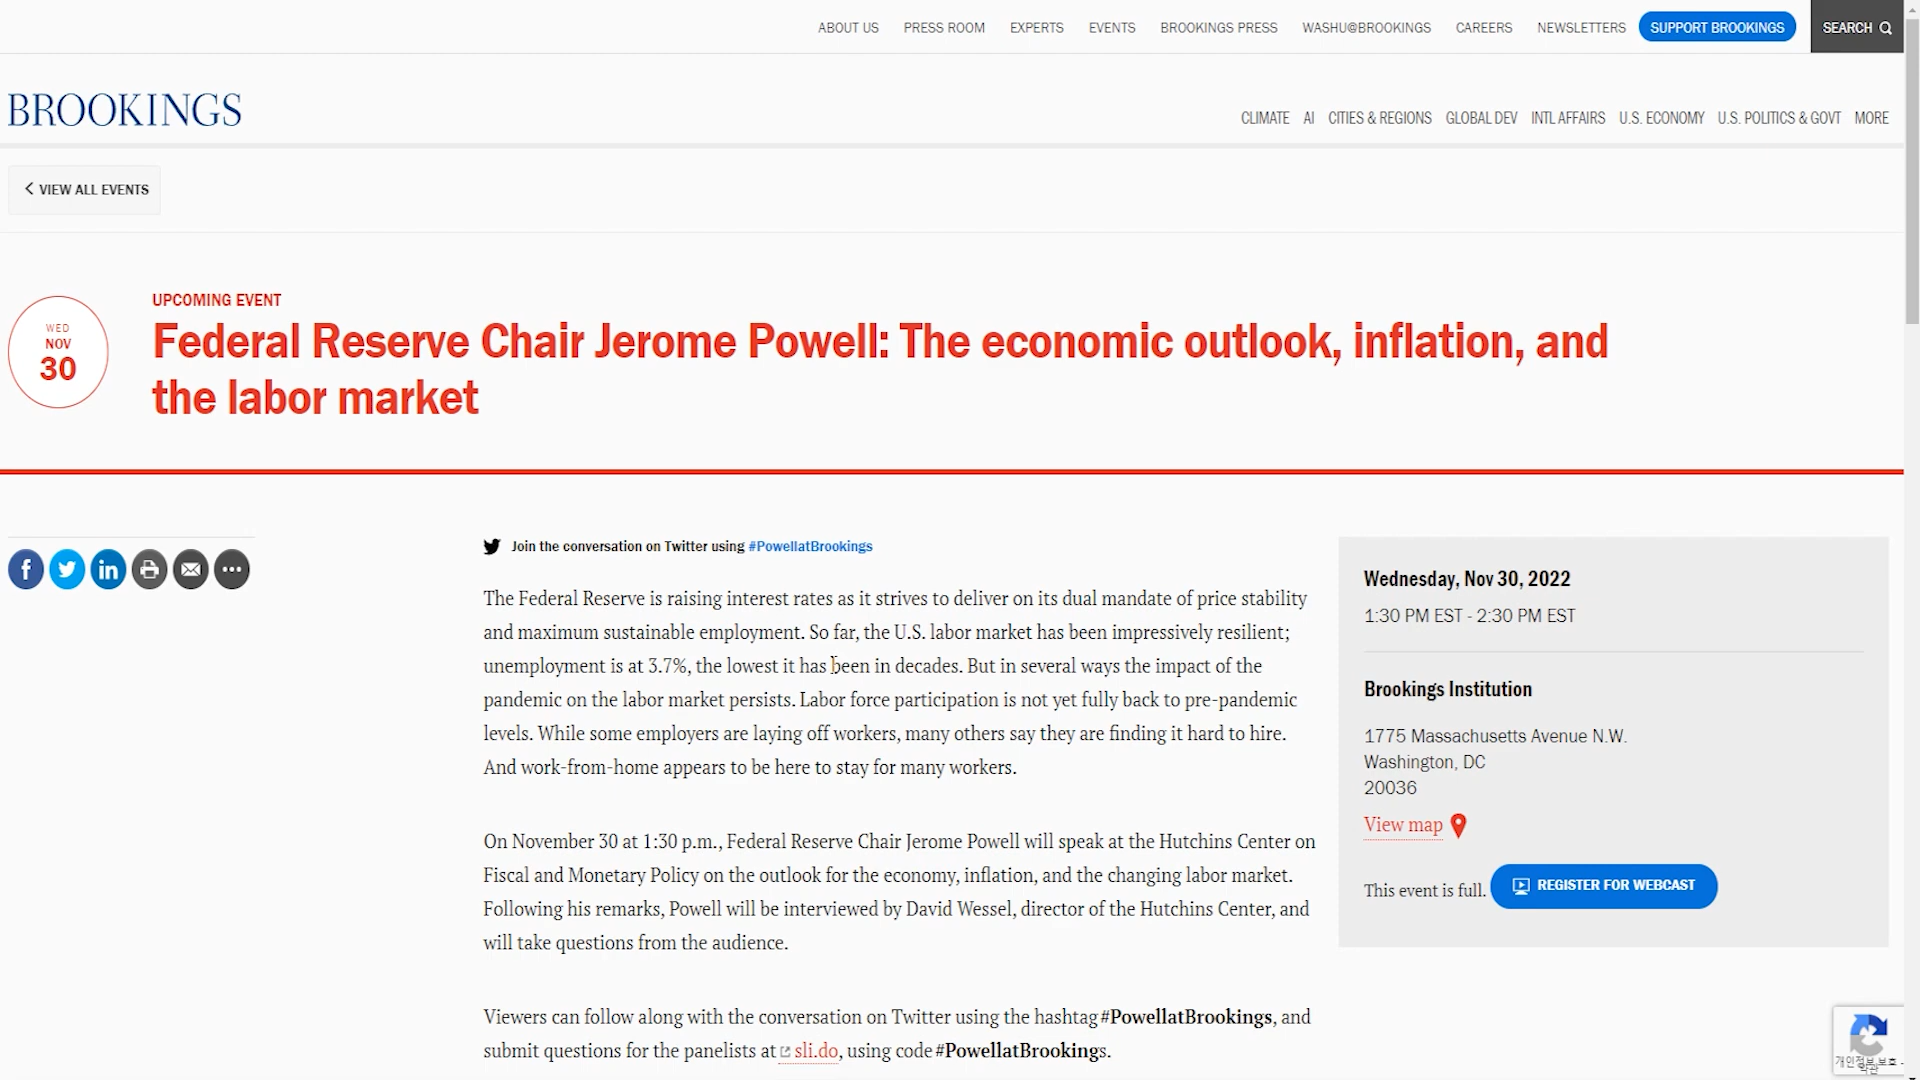 ABOUT US PRESS ROOM EXPERTS EVENTS BROOKINGS PRESS WASHU@BROOKINGS CAREERS NEWSLETTERS SUPPORT BROOKINGS SEARCH
BROOKINGS
CLIMATE AI CITIES & REGIONS GLOBAL DEV INTL AFFAIRS U.S. ECONOMY U.S. POLITICS & GOVT MORE
VIEW ALL EVENTS
WED
NOV
30
UPCOMING EVENT
Federal Reserve Chair Jerome Powell: The economic outlook, inflation, and
the labor market
Join the conversation on Twitter using #PowellatBrookings
The Federal Reserve is raising interest rates as it strives to deliver on its dual mandate of price stability
and maximum sustainable employment. So far, the U.S. labor market has been impressively resilient;
unemployment is at 3.7%, the lowest it has been in decades. But in several ways the impact of the
pandemic on the labor market persists. Labor force participation is not yet fully back to pre-pandemic
levels. While some employers are laying off workers, many others say they are finding it hard to hire.
And work-from-home appears to be here to stay for many workers.
On November 30 at 1:30 p.m., Federal Reserve Chair Jerome Powell will speak at the Hutchins Center on
Fiscal and Monetary Policy on the outlook for the economy, inflation, and the changing labor market.
Following his remarks, Powell will be interviewed by David Wessel, director of the Hutchins Center, and
will take questions from the audience.
Viewers can follow along with the conversation on Twitter using the hashtag #PowellatBrookings, and
submit questions for the panelists at sli.do, using code #PowellatBrookings.
Wednesday, Nov 30, 2022
1:30 PM EST - 2:30 PM EST
Brookings Institution
1775 Massachusetts Avenue N.W.
Washington, DC
20036
View map
This event is full. REGISTER FOR WEBCAST
개인정보 보호 -
약관